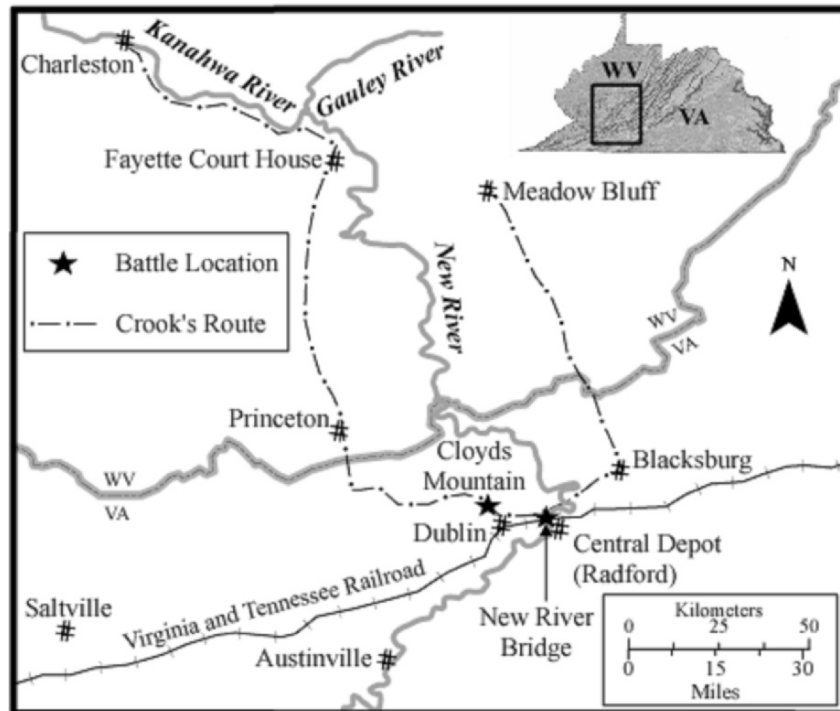 Charleston
Kanahwa River
Gauley River
Fayette Court House
WV
VA
Meadow Bluff
Battle Location
Crook's Route
New River
N
WV
VA
Princeton
Cloyds
Mountain
Blacksburg
WV
VA
Dublin
Central Depot
(Radford)
Virginia and Tennessee Railroad
Saltville
New River
Bridge
Austinville
Kilometers
0 25 50
0 15 30
Miles